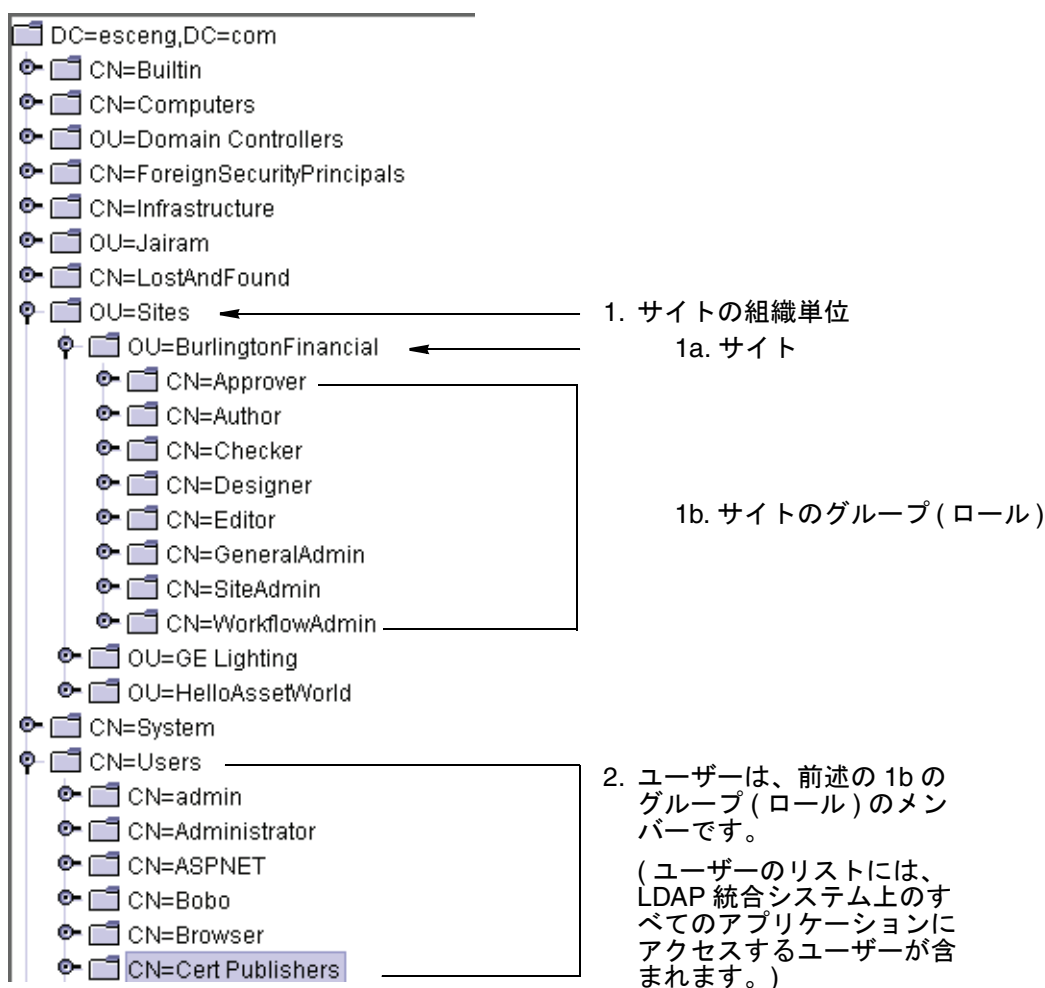 DC=esceng,DC=com
CN=Builtin
CN=Computers
OU=Domain Controllers
CN=ForeignSecurityPrincipals
CN=Infrastructure
OU=Jairam
CN=LostAndFound
OU=Sites
1. サイトの組織単位
OU=BurlingtonFinancial
1a. サイト
CN=Approver
CN=Author
CN=Checker
CN=Designer
CN=Editor
1b. サイトのグループ ( ロール )
CN=GeneralAdmin
CN=SiteAdmin
CN=WorkflowAdmin
OU=GE Lighting
OU=HelloAssetWorld
CN=System
CN=Users
CN=admin
CN=Administrator
CN=ASPNET
CN=Bobo
CN=Browser
CN=Cert Publishers
2. ユーザーは、前述の 1b の
グループ ( ロール ) のメン
バーです。
( ユーザーのリストには、
LDAP 統合システム上のす
べてのアプリケーションに
アクセスするユーザーが含
まれます。)